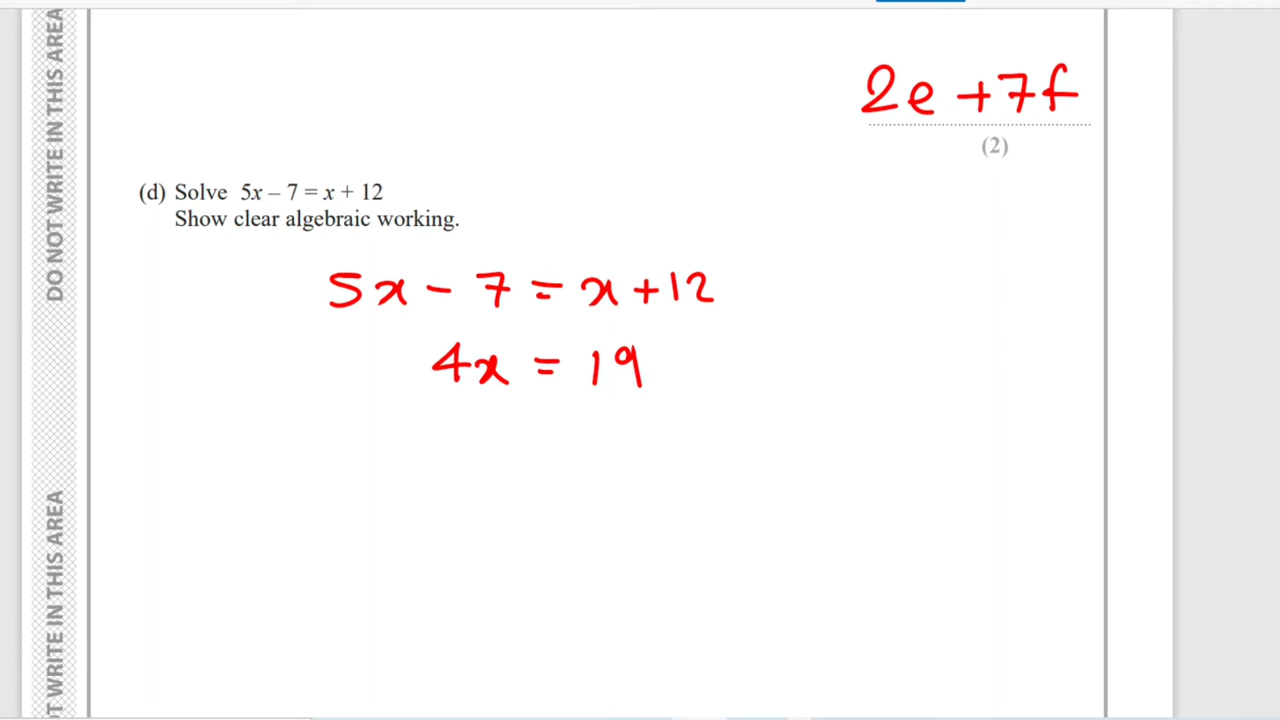 DO NOT WRITE IN THIS AREA
2e + 7f
(2)
(d) Solve 5x – 7 = x + 12
Show clear algebraic working.
5x - 7 = x + 12
4x = 19
OT WRITE IN THIS AREA